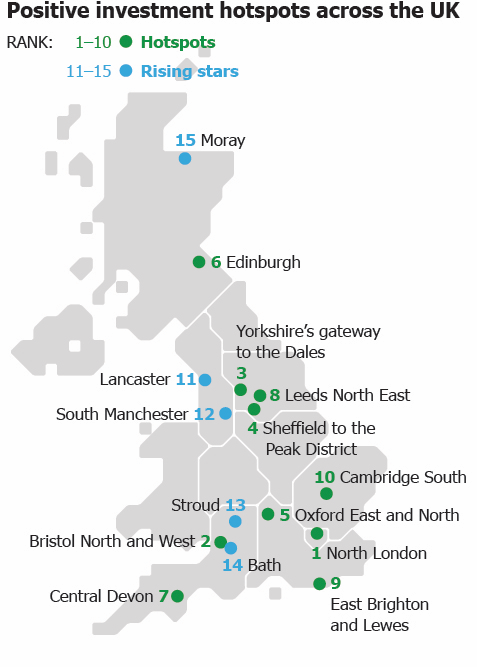 Positive investment hotspots across the UK
RANK: 1–10 Hotspots
11–15 Rising stars
15 Moray
6 Edinburgh
Yorkshire’s gateway
to the Dales
3
Lancaster 11
8 Leeds North East
South Manchester 12
4 Sheffield to the
Peak District
10 Cambridge South
Stroud 13
5 Oxford East and North
Bristol North and West 2
1 North London
14 Bath
9
Central Devon 7
East Brighton
and Lewes